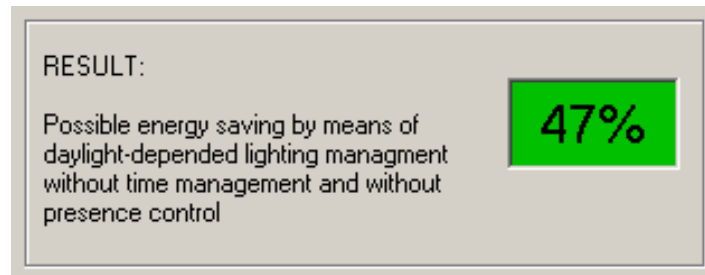 RESULT:
Possible energy saving by means of
daylight-depended lighting managment
without time management and without
presence control
47%